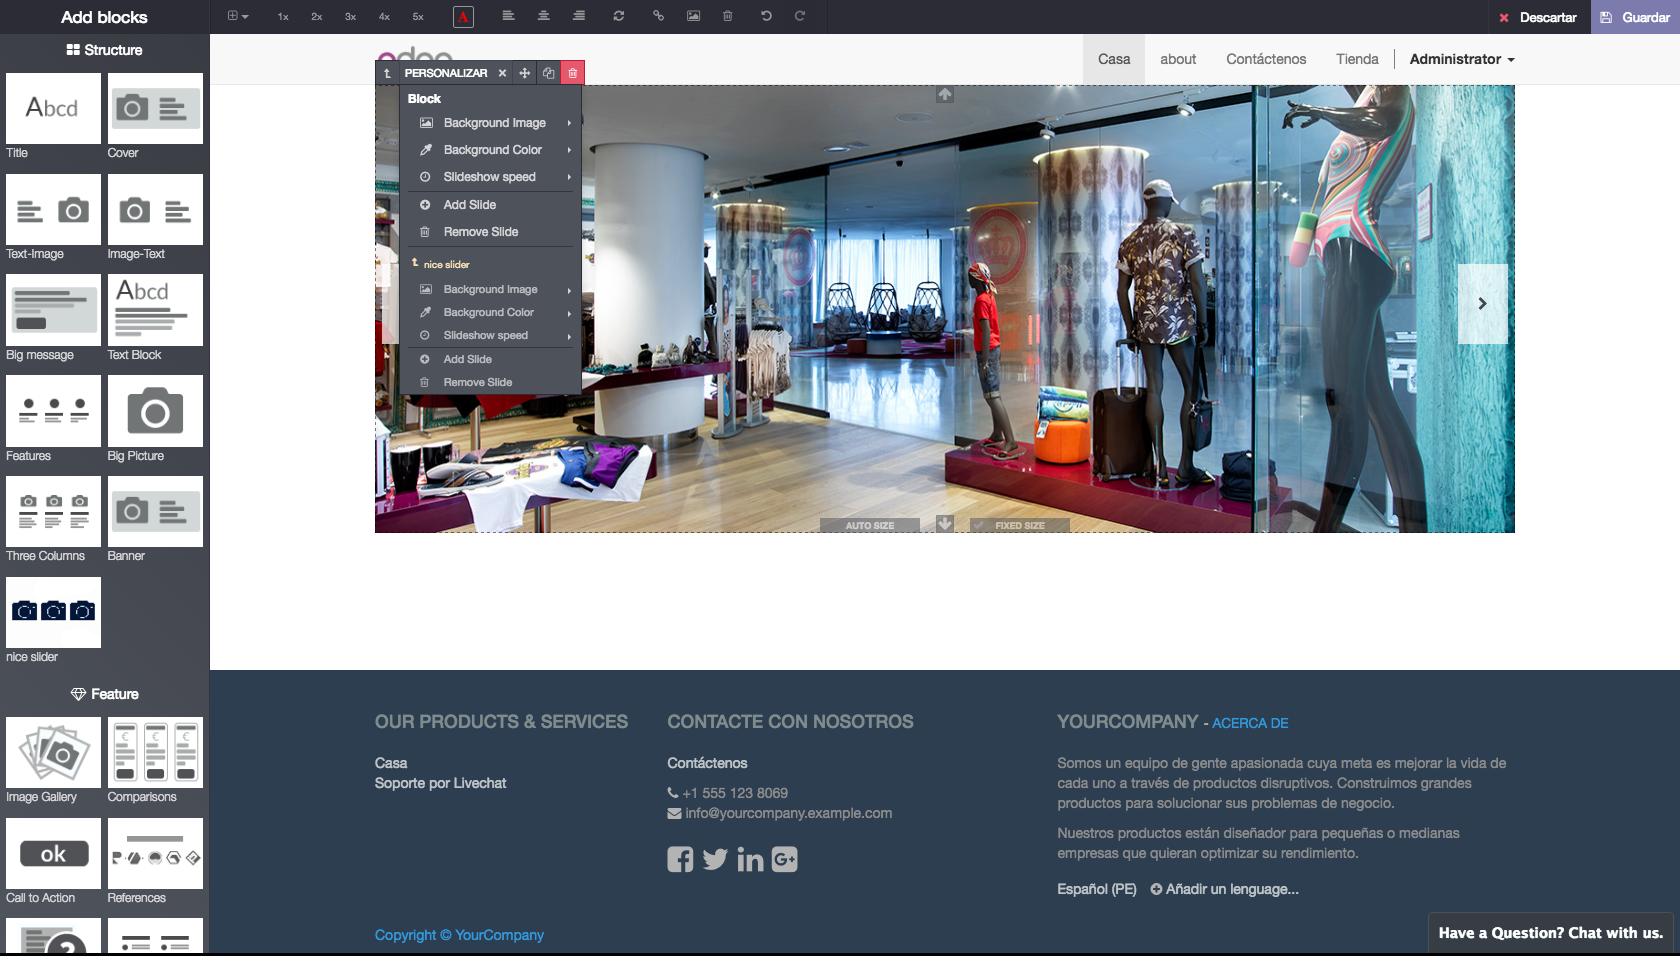 Add blocks
1x 2x 3x 4x 5x A
Descartar
Guardar
Structure
Abcd
Title
Cover
Text-Image
Image-Text
Abcd
Big message
Text Block
Features
Big Picture
Three Columns
Banner
nice slider
Feature
Image Gallery
Comparisons
ok
Call to Action
References
odoo
Casa
about
Contáctenos
Tienda
Administrator
PERSONALIZAR
Block
Background Image
Background Color
Slideshow speed
Add Slide
Remove Slide
nice slider
Background Image
Background Color
Slideshow speed
Add Slide
Remove Slide
AUTO SIZE
FIXED SIZE
OUR PRODUCTS & SERVICES
Casa
Soporte por Livechat
CONTACTE CON NOSOTROS
Contáctenos
+1 555 123 8069
info@yourcompany.example.com
YOURCOMPANY - ACERCA DE
Somos un equipo de gente apasionada cuya meta es mejorar la vida de
cada uno a través de productos disruptivos. Construimos grandes
productos para solucionar sus problemas de negocio.
Nuestros productos están diseñador para pequeñas o medianas
empresas que quieran optimizar su rendimiento.
Español (PE)
Añadir un lenguage...
Copyright © YourCompany
Have a Question? Chat with us.